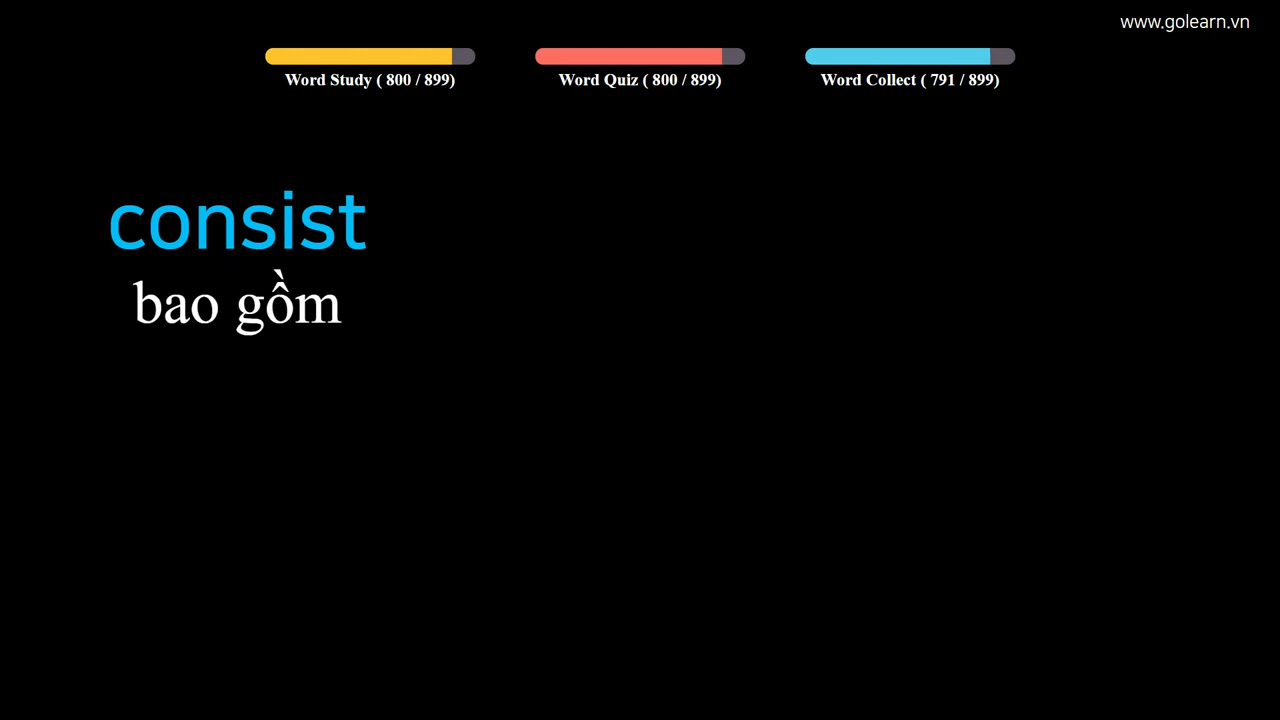 www.golearn.vn
Word Study ( 800 / 899)
Word Quiz ( 800 / 899)
Word Collect ( 791 / 899)
consist
bao gồm